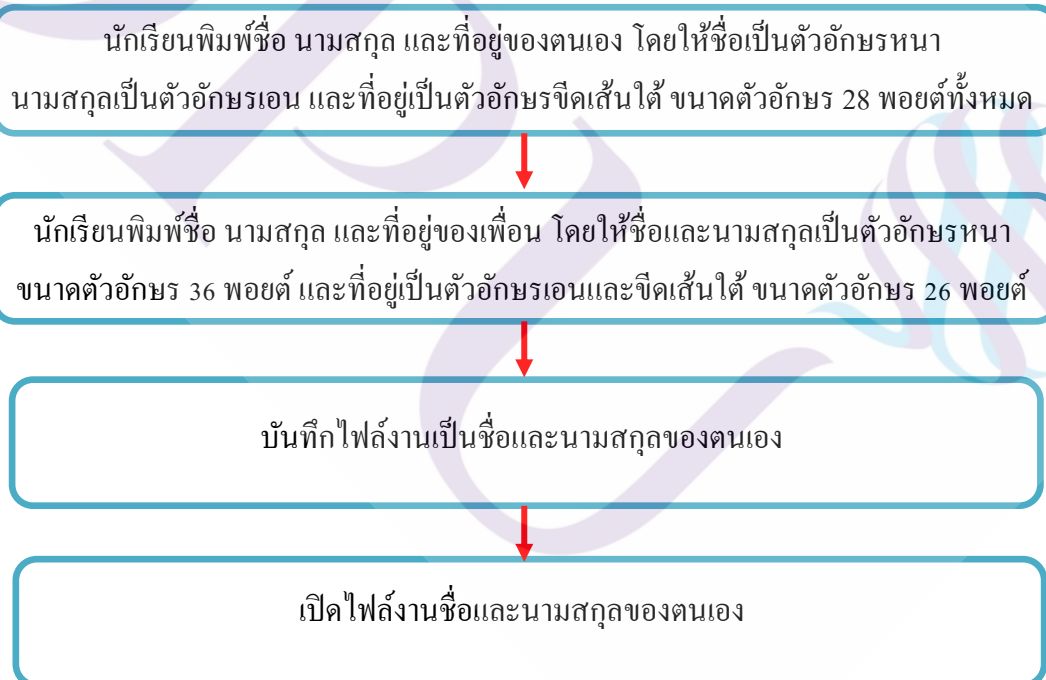 นักเรียนพิมพ์ชื่อ นามสกุล และที่อยู่ของตนเอง โดยให้ชื่อเป็นตัวอักษรหนา
นามสกุลเป็นตัวอักษรเอน และที่อยู่เป็นตัวอักษรขีดเส้นใต้ ขนาดตัวอักษร 28 พอยต์ทั้งหมด
นักเรียนพิมพ์ชื่อ นามสกุล และที่อยู่ของเพื่อน โดยให้ชื่อและนามสกุลเป็นตัวอักษรหนา
ขนาดตัวอักษร 36 พอยต์ และที่อยู่เป็นตัวอักษรเอนและขีดเส้นใต้ ขนาดตัวอักษร 26 พอยต์
บันทึกไฟล์งานเป็นชื่อและนามสกุลของตนเอง
เปิดไฟล์งานชื่อและนามสกุลของตนเอง